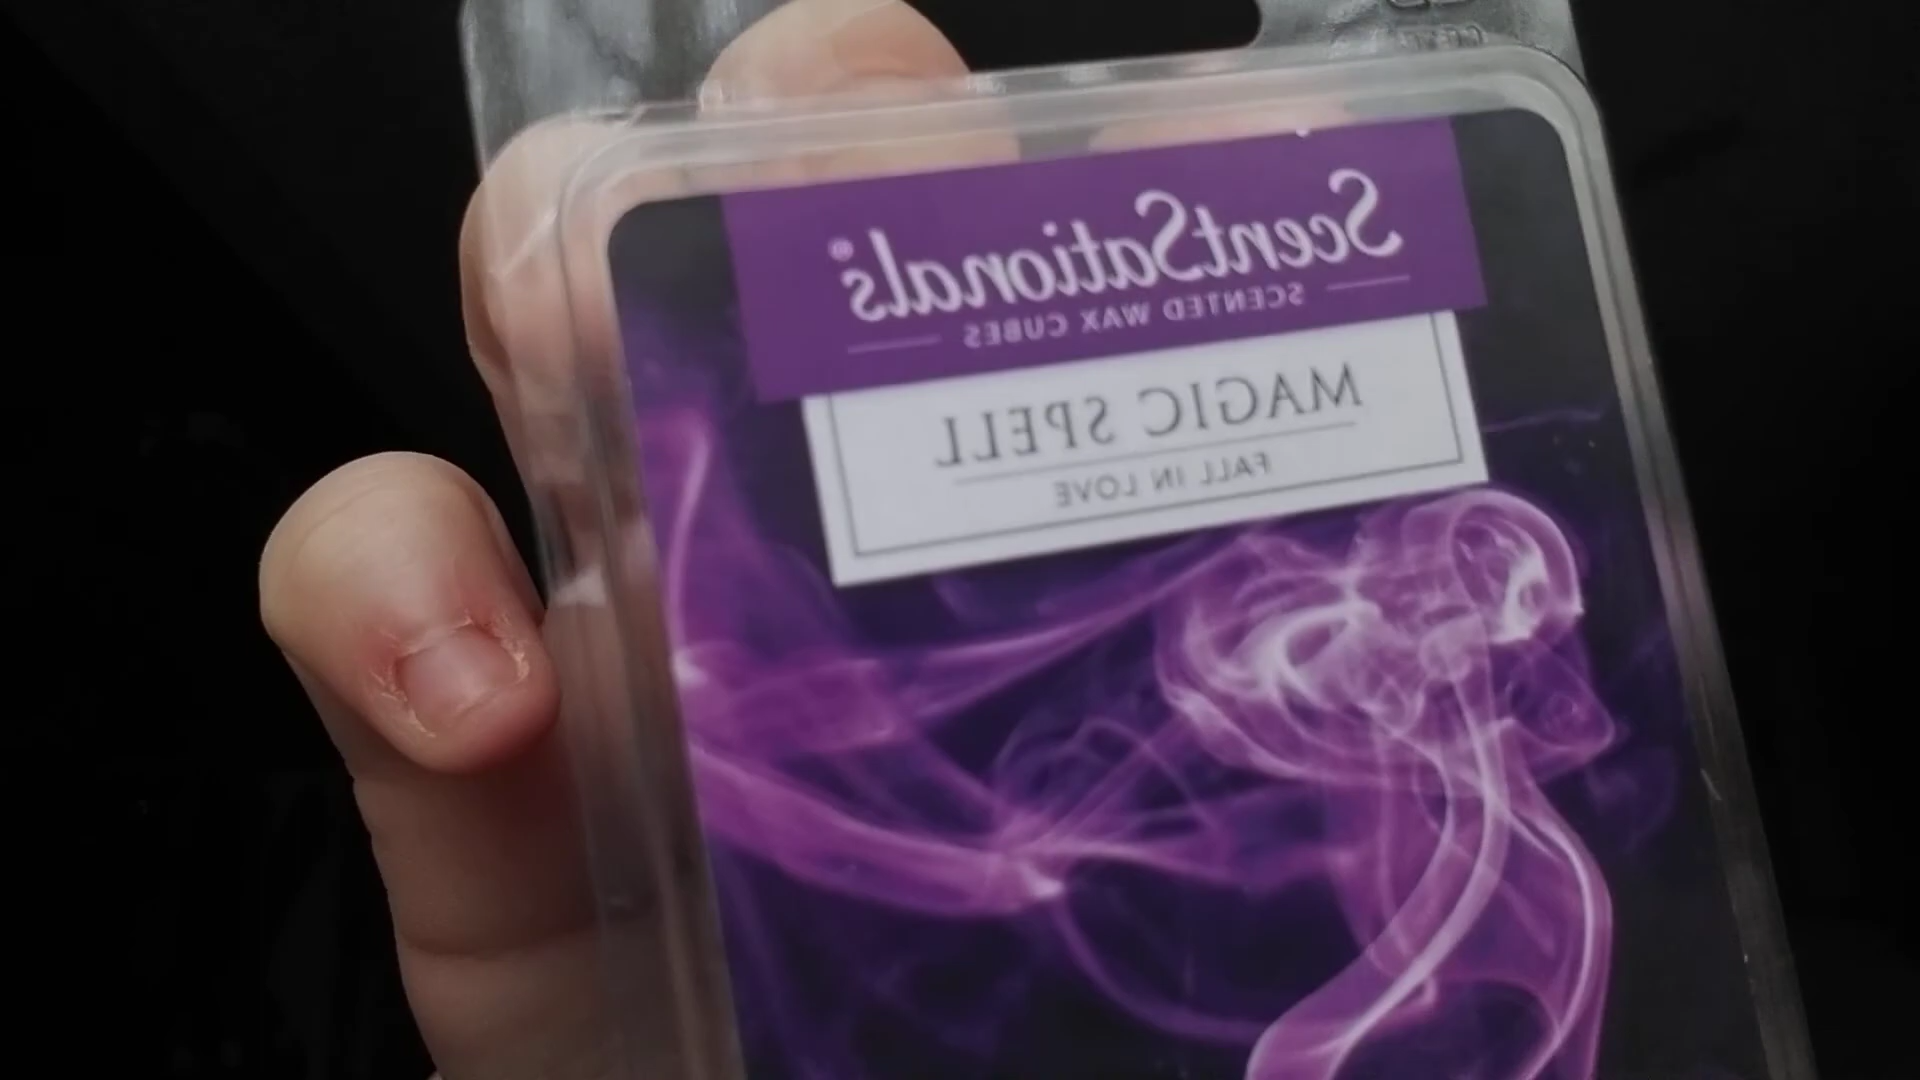 ScentSationals®
SCENTED WAX CUBES
MAGIC SPELL
FALL IN LOVE